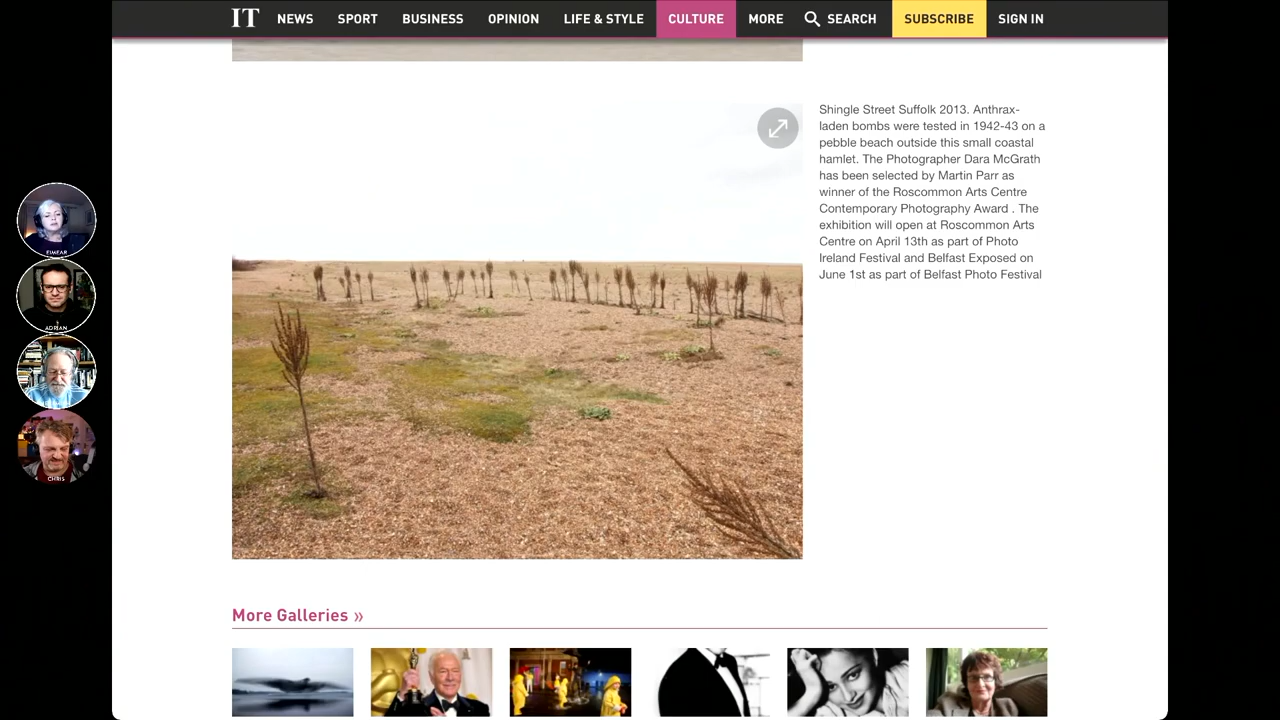 IT NEWS SPORT BUSINESS OPINION LIFE & STYLE CULTURE MORE SEARCH SUBSCRIBE SIGN IN
Shingle Street Suffolk 2013. Anthrax-
laden bombs were tested in 1942-43 on a
pebble beach outside this small coastal
hamlet. The Photographer Dara McGrath
has been selected by Martin Parr as
winner of the Roscommon Arts Centre
Contemporary Photography Award . The
exhibition will open at Roscommon Arts
Centre on April 13th as part of Photo
Ireland Festival and Belfast Exposed on
June 1st as part of Belfast Photo Festival
EIMEAR
ADRIAN
CHRIS
More Galleries »